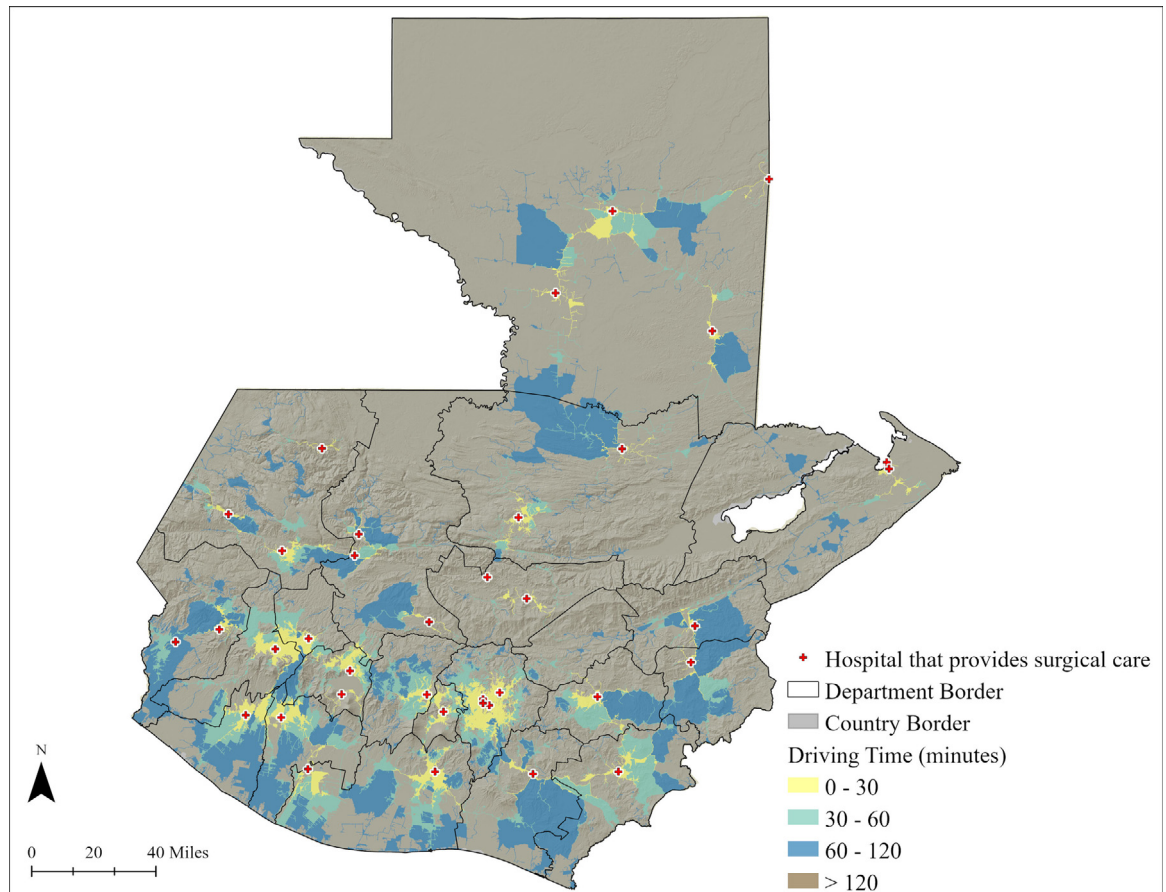 Hospital that provides surgical care
Department Border
Country Border
Driving Time (minutes)
0 - 30
30 - 60
60 - 120
> 120
N
0 20 40 Miles